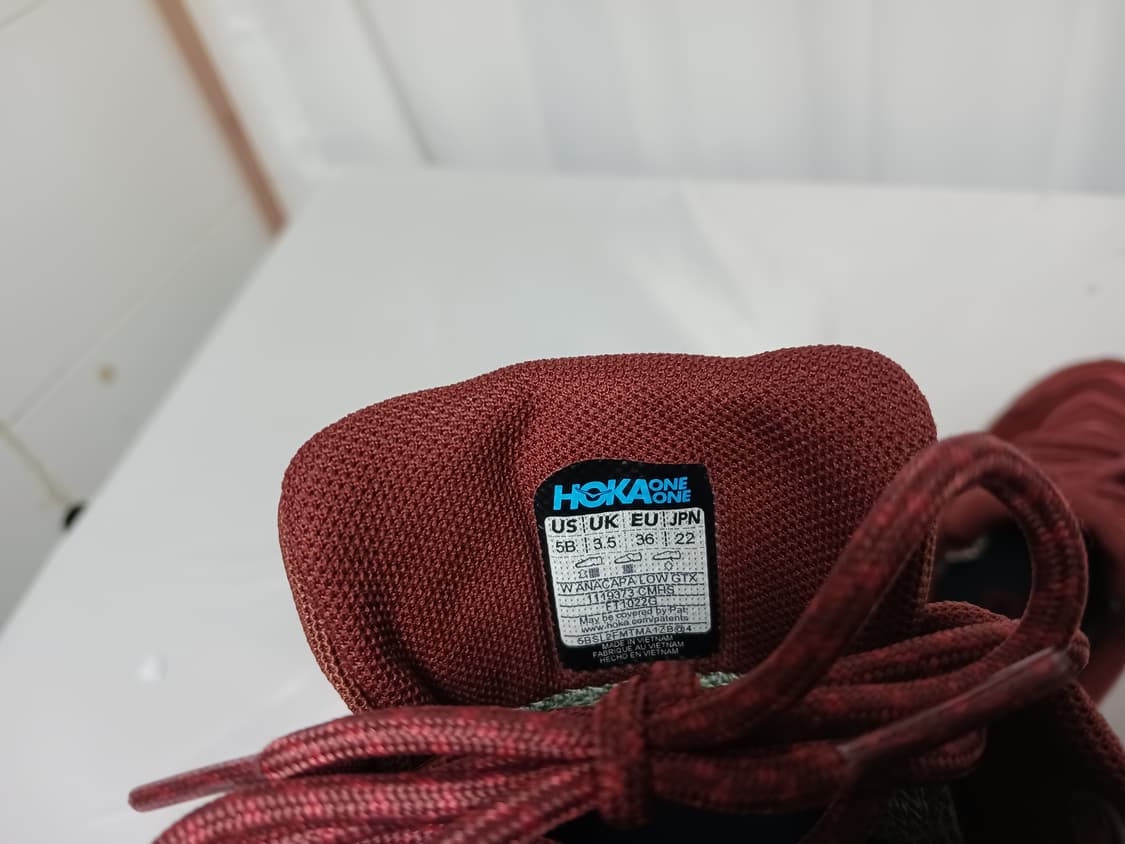 HOKA ONE ONE
US UK EU JPN
5B 3.5 36 22
W ANACAPA LOW GTX
1119373 CMRS
FT1022G
May be covered by Pat.
www.hoka.com/patents
MADE IN VIETNAM
FABRIQUÉ AU VIETNAM
HECHO EN VIETNAM